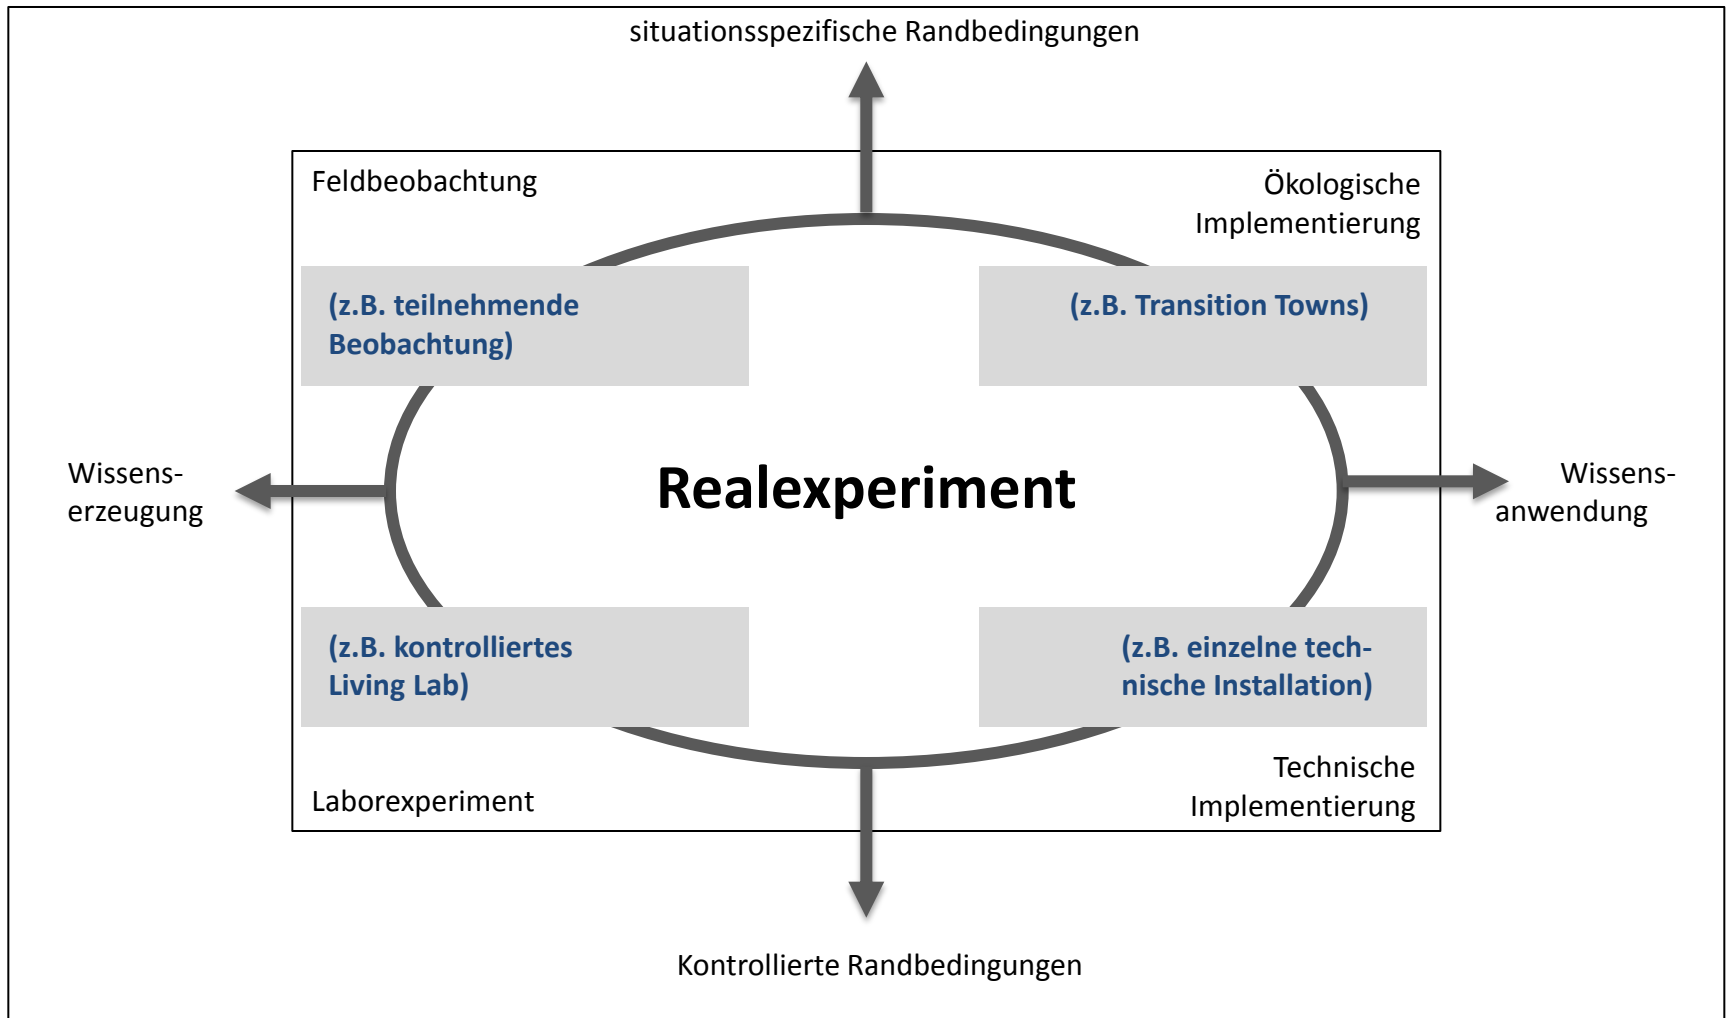 situationsspezifische Randbedingungen
Feldbeobachtung
Ökologische
Implementierung
(z.B. teilnehmende
Beobachtung)
(z.B. Transition Towns)
Wissens-
erzeugung
Realexperiment
Wissens-
anwendung
(z.B. kontrolliertes
Living Lab)
(z.B. einzelne tech-
nische Installation)
Laborexperiment
Technische
Implementierung
Kontrollierte Randbedingungen